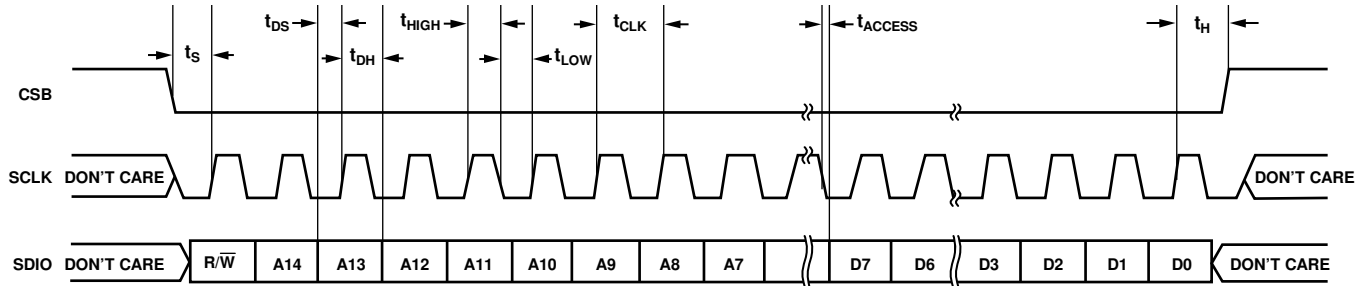 tDS
tHIGH
tCLK
tACCESS
tH
tS
tDH
tLOW
CSB
SCLK DON'T CARE
DON'T CARE
SDIO DON'T CARE R/W̅ A14 A13 A12 A11 A10 A9 A8 A7 D7 D6 D3 D2 D1 D0 DON'T CARE